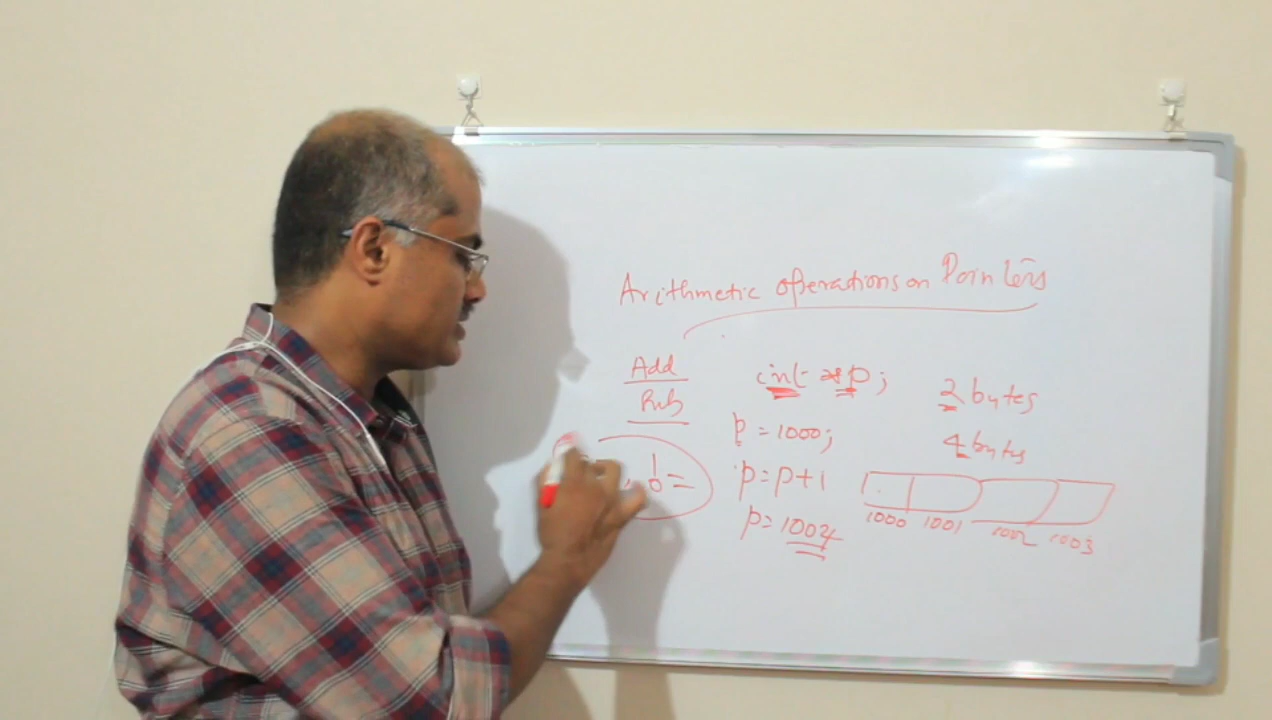 Arithmetic operations on Pointers
Add
Sub
int *p;
2 bytes
p = 1000;
4 bytes
p = p+1
p = 1004
1000 1001 1002 1003